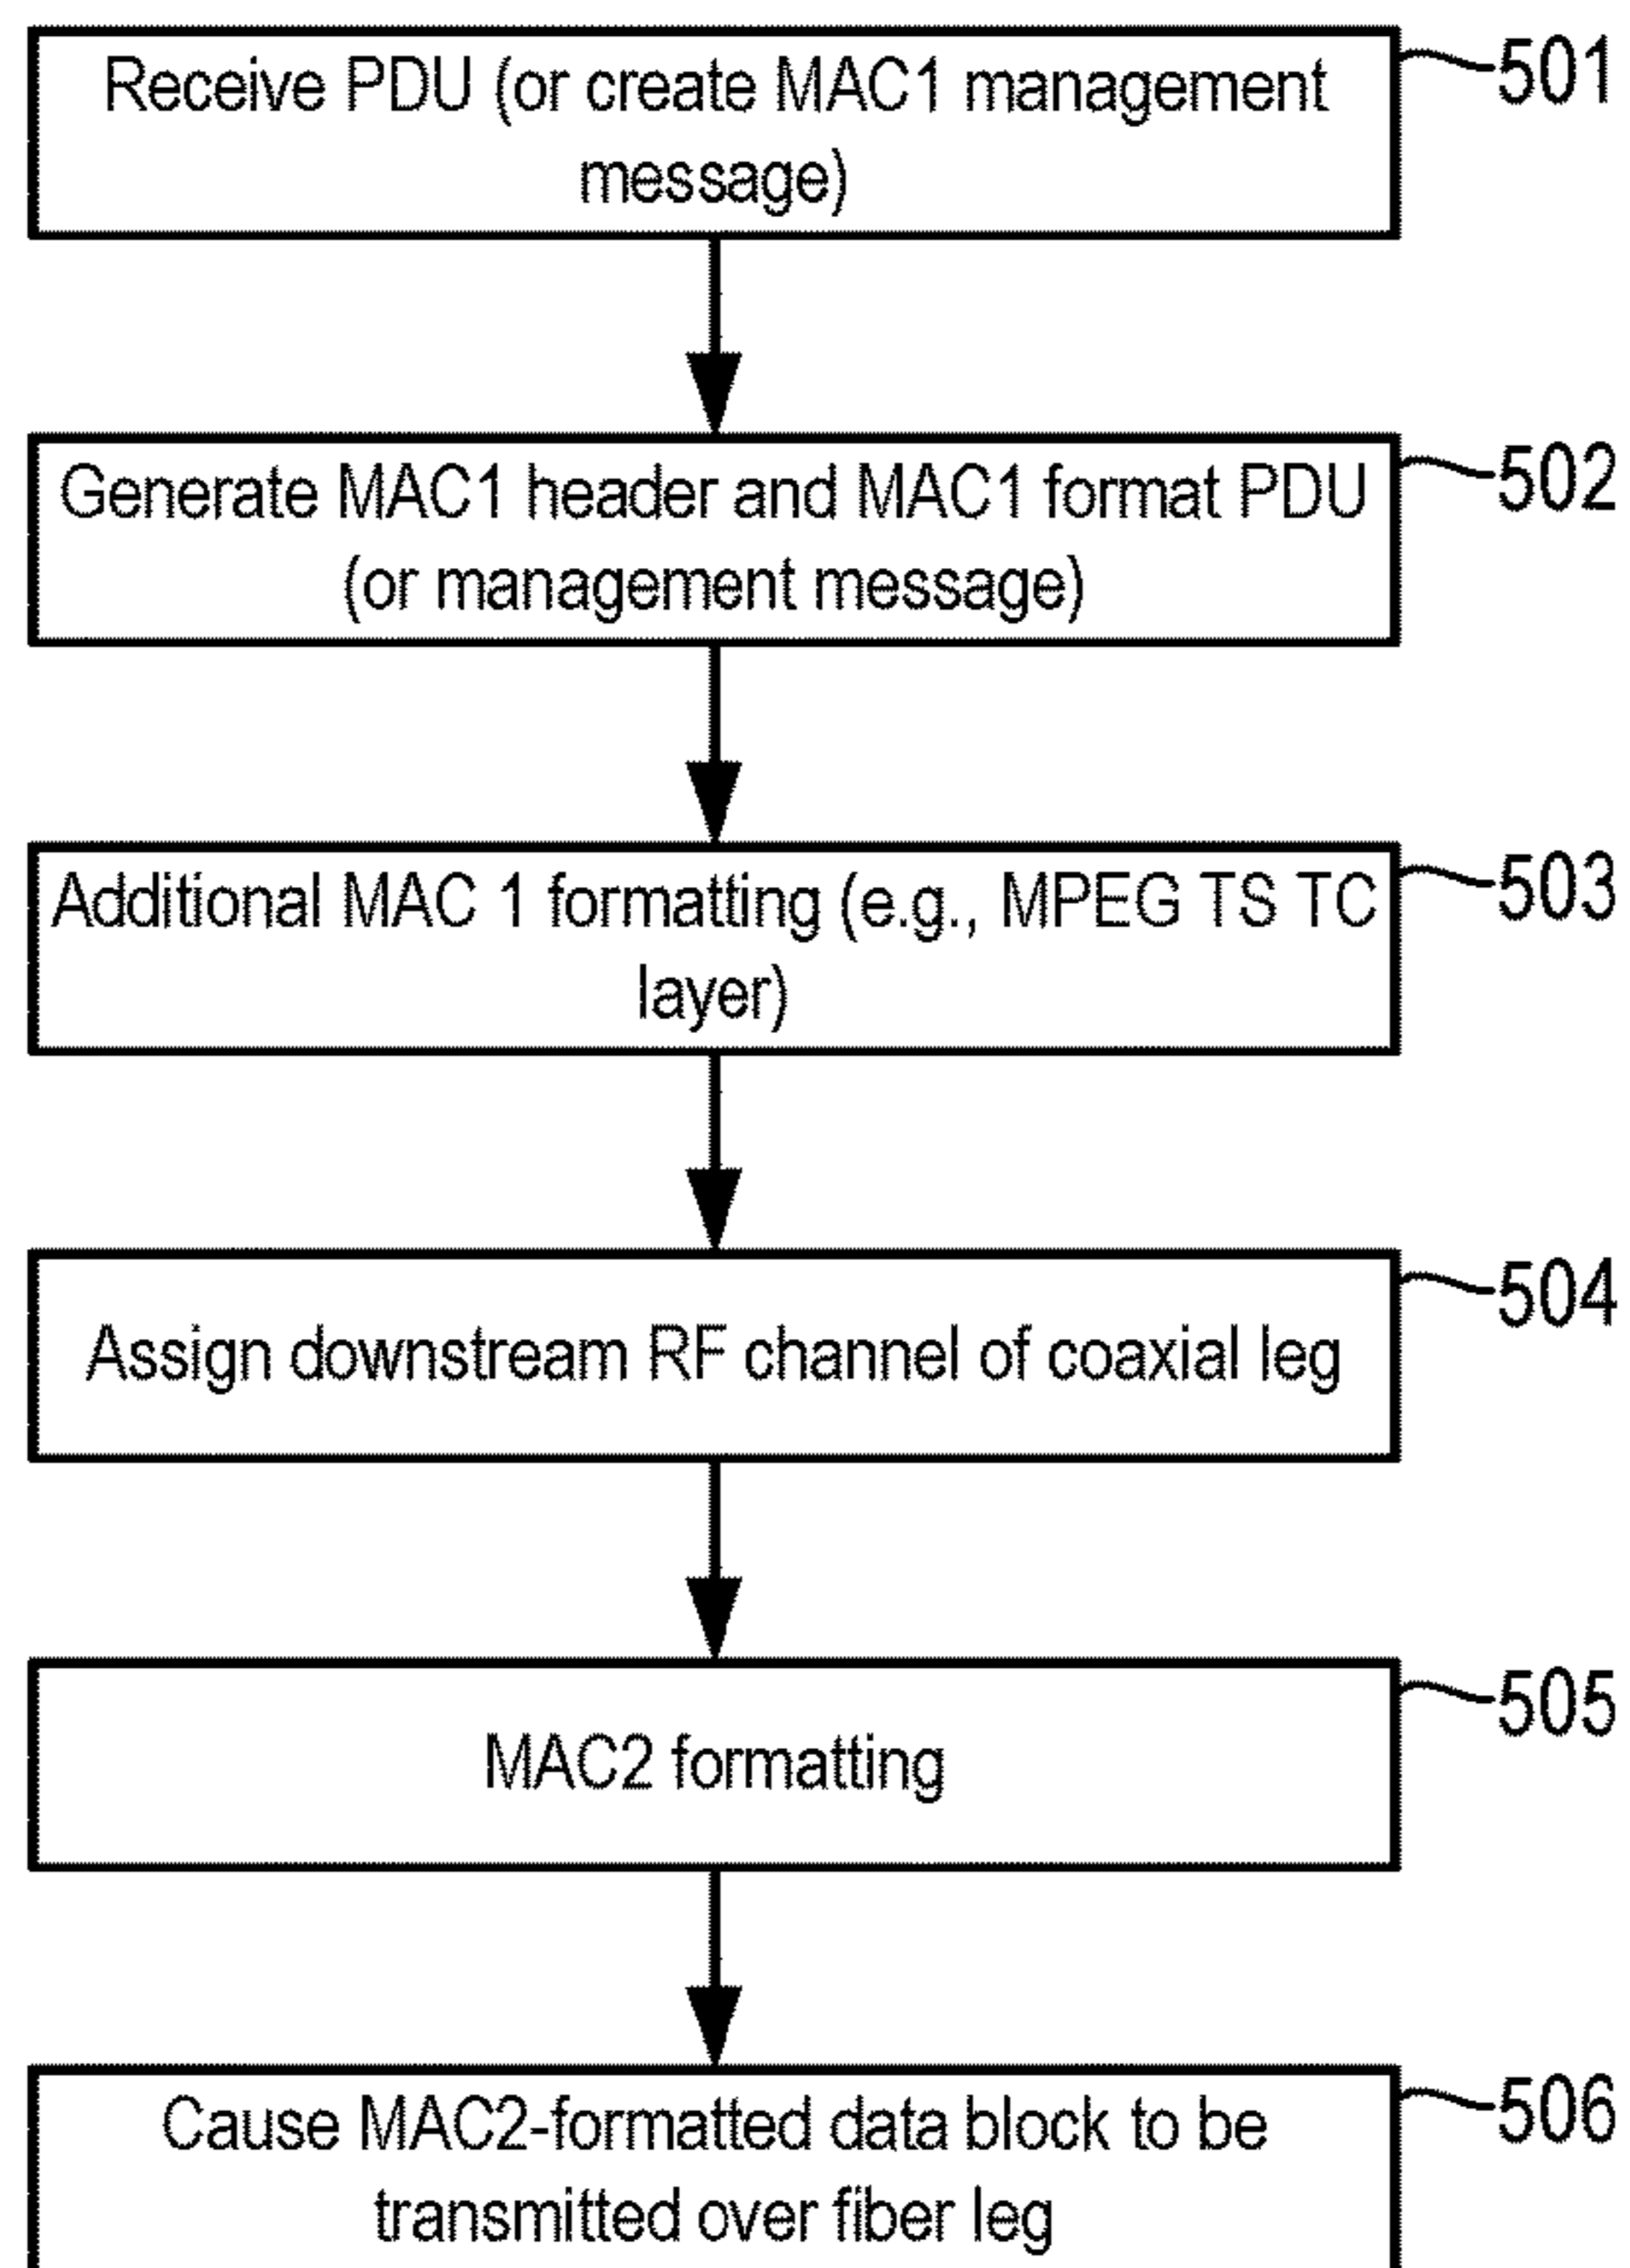 Receive PDU (or create MAC1 management
message)
501
Generate MAC1 header and MAC1 format PDU
(or management message)
502
Additional MAC 1 formatting (e.g., MPEG TS TC
layer)
503
Assign downstream RF channel of coaxial leg
504
MAC2 formatting
505
Cause MAC2-formatted data block to be
transmitted over fiber leg
506